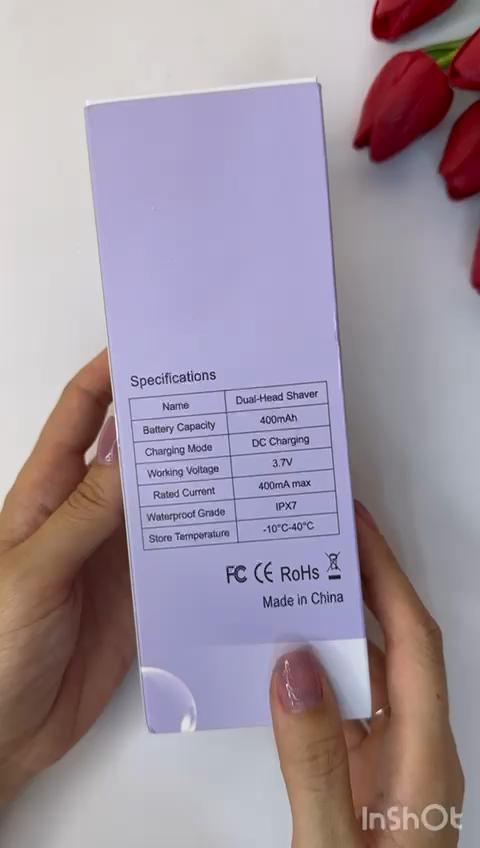 Specifications
Name Dual-Head Shaver
Battery Capacity 400mAh
Charging Mode DC Charging
Working Voltage 3.7V
Rated Current 400mA max
Waterproof Grade IPX7
Store Temperature -10°C-40°C
FC CE RoHs
Made in China
InShOt